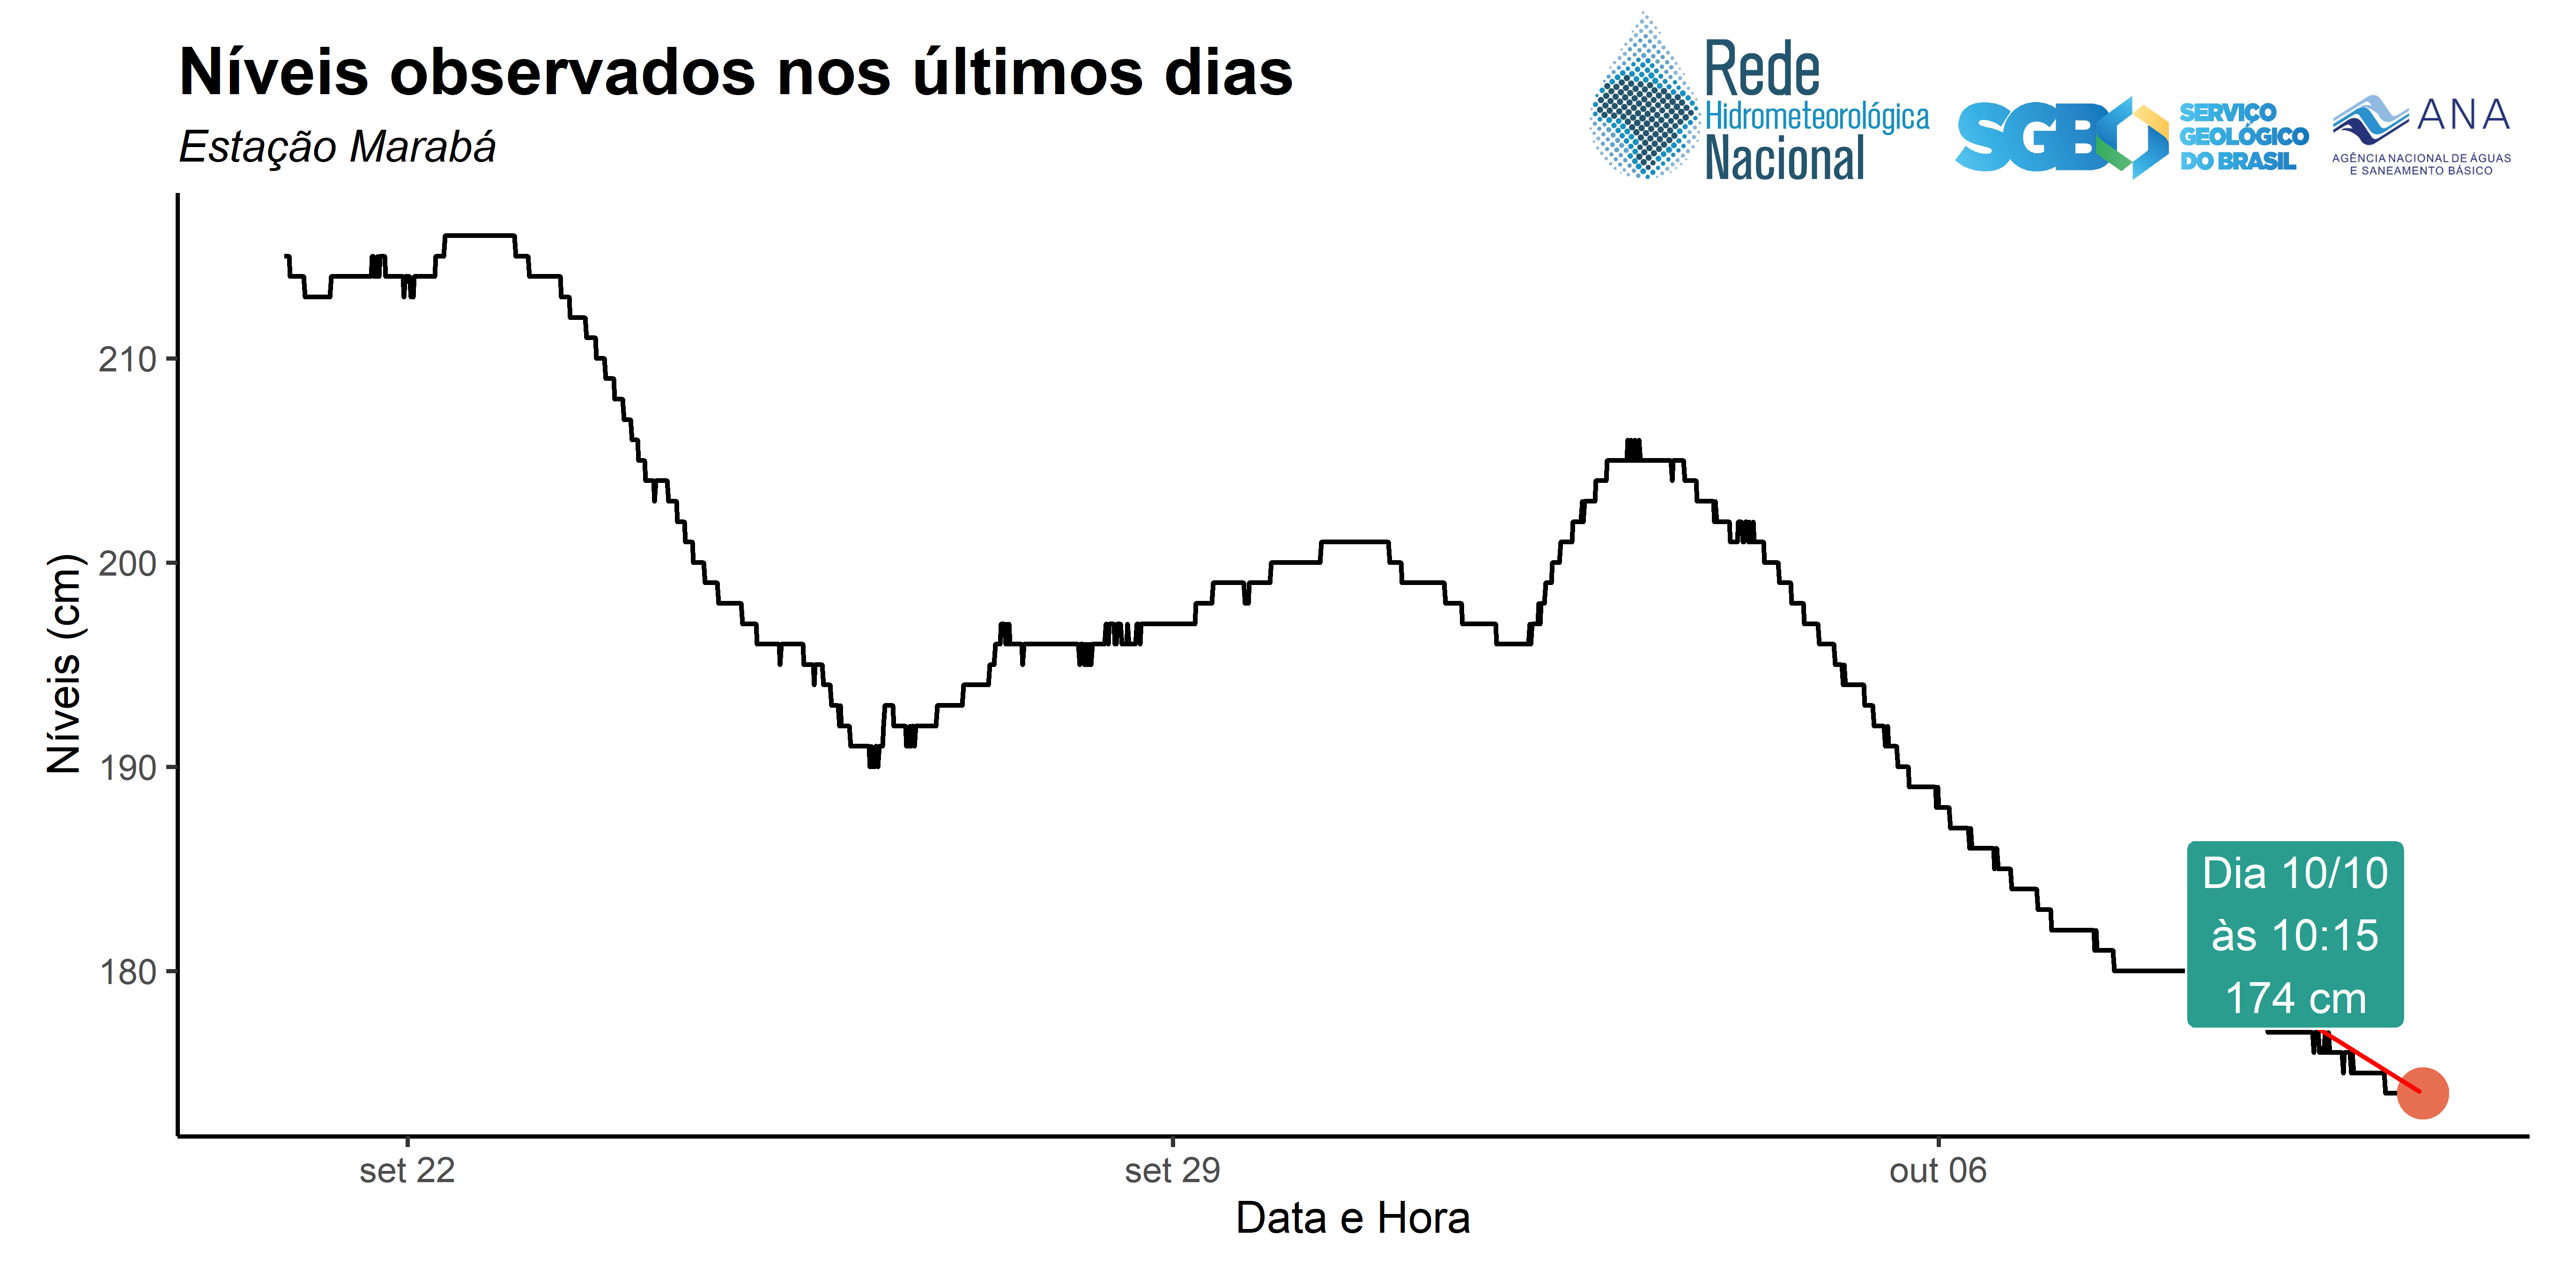 Níveis observados nos últimos dias
Estação Marabá
Rede
Hidrometeorológica
Nacional
SGB
SERVIÇO
GEOLÓGICO
DO BRASIL
ANA
AGÊNCIA NACIONAL DE ÁGUAS
E SANEAMENTO BÁSICO
Níveis (cm)
210
200
190
180
Dia 10/10
às 10:15
174 cm
set 22
set 29
out 06
Data e Hora